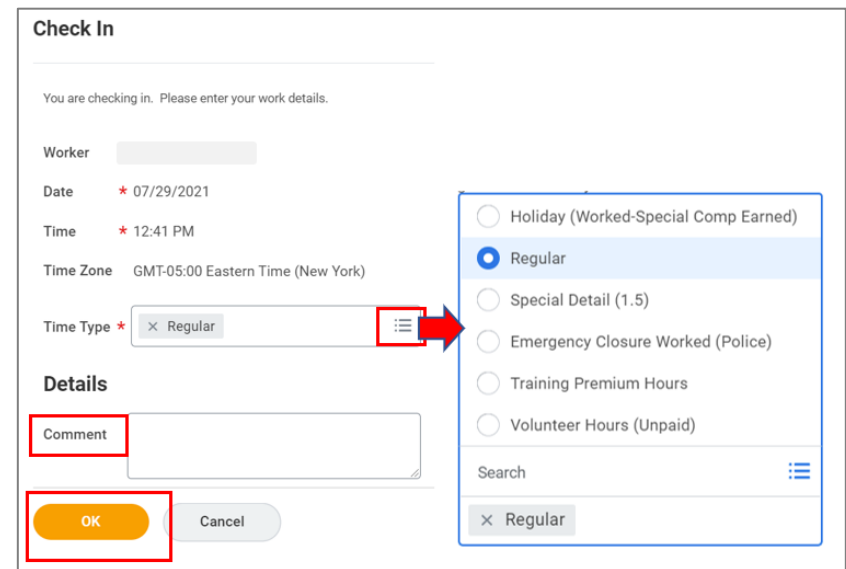 Check In
You are checking in. Please enter your work details.
Worker
Date * 07/29/2021
Time * 12:41 PM
Time Zone GMT-05:00 Eastern Time (New York)
Time Type * × Regular
Details
Comment
OK Cancel
Holiday (Worked-Special Comp Earned)
Regular
Special Detail (1.5)
Emergency Closure Worked (Police)
Training Premium Hours
Volunteer Hours (Unpaid)
Search
× Regular